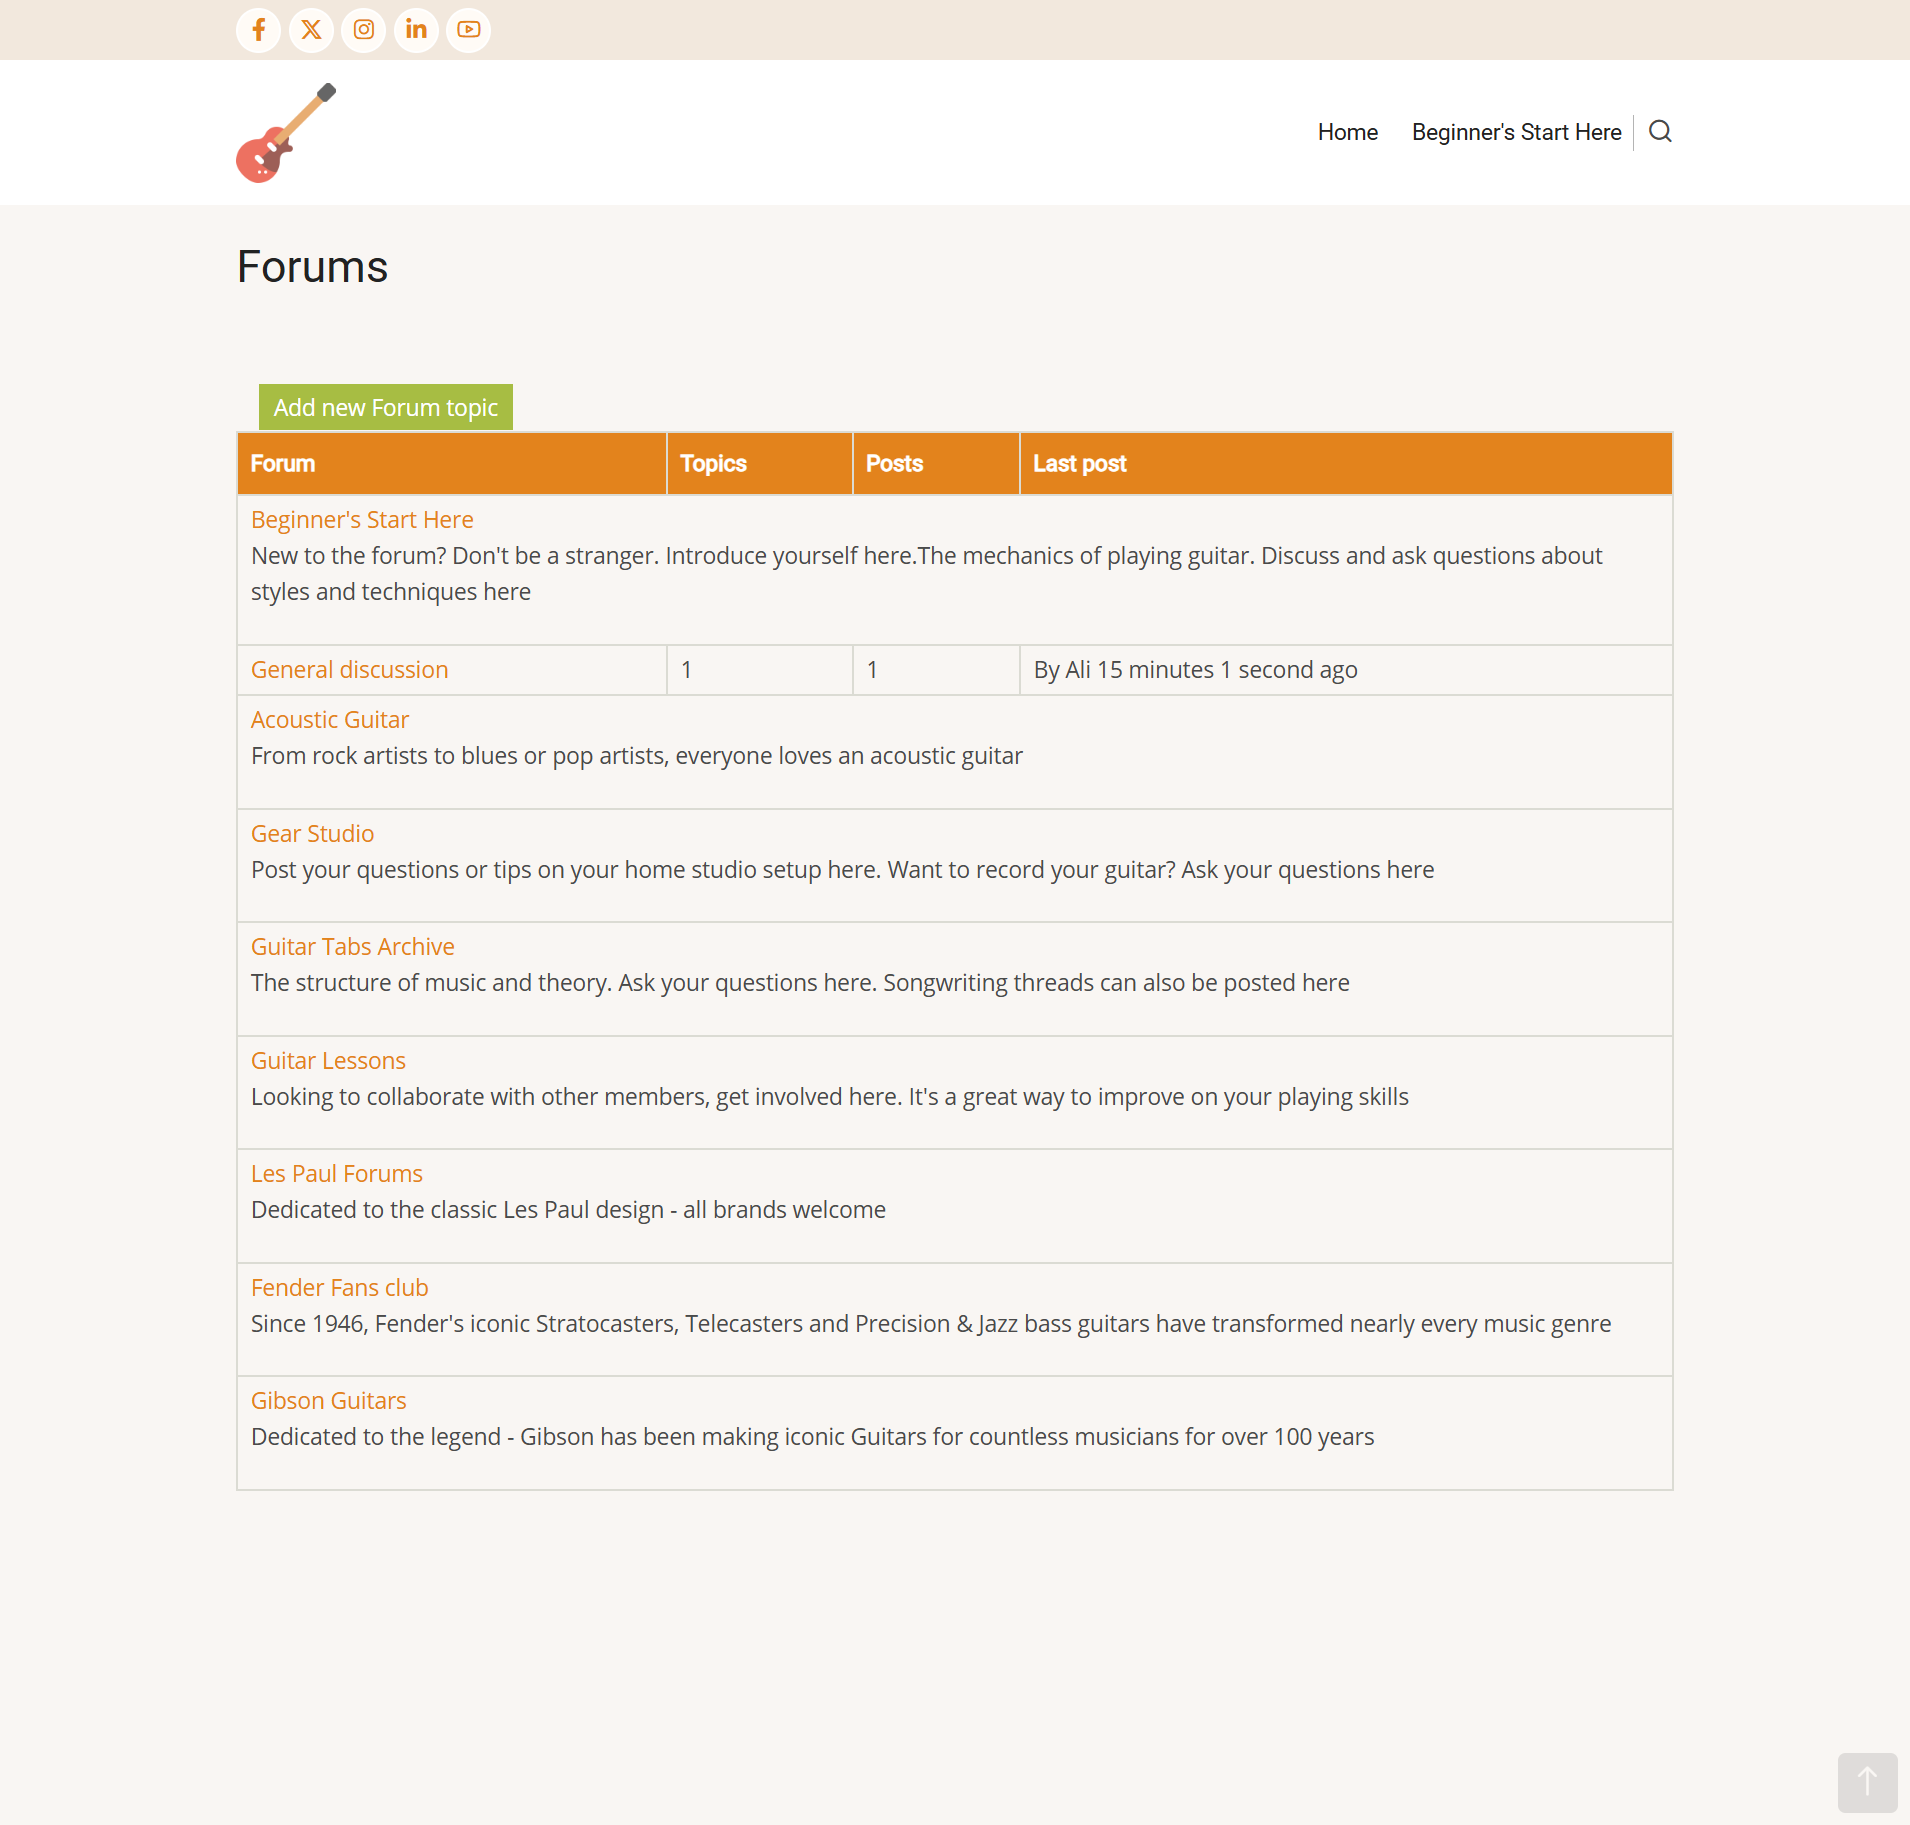 Home Beginner's Start Here
Forums
Add new Forum topic
Forum Topics Posts Last post
Beginner's Start Here
New to the forum? Don't be a stranger. Introduce yourself here.The mechanics of playing guitar. Discuss and ask questions about
styles and techniques here
General discussion 1 1 By Ali 15 minutes 1 second ago
Acoustic Guitar
From rock artists to blues or pop artists, everyone loves an acoustic guitar
Gear Studio
Post your questions or tips on your home studio setup here. Want to record your guitar? Ask your questions here
Guitar Tabs Archive
The structure of music and theory. Ask your questions here. Songwriting threads can also be posted here
Guitar Lessons
Looking to collaborate with other members, get involved here. It's a great way to improve on your playing skills
Les Paul Forums
Dedicated to the classic Les Paul design - all brands welcome
Fender Fans club
Since 1946, Fender's iconic Stratocasters, Telecasters and Precision & Jazz bass guitars have transformed nearly every music genre
Gibson Guitars
Dedicated to the legend - Gibson has been making iconic Guitars for countless musicians for over 100 years